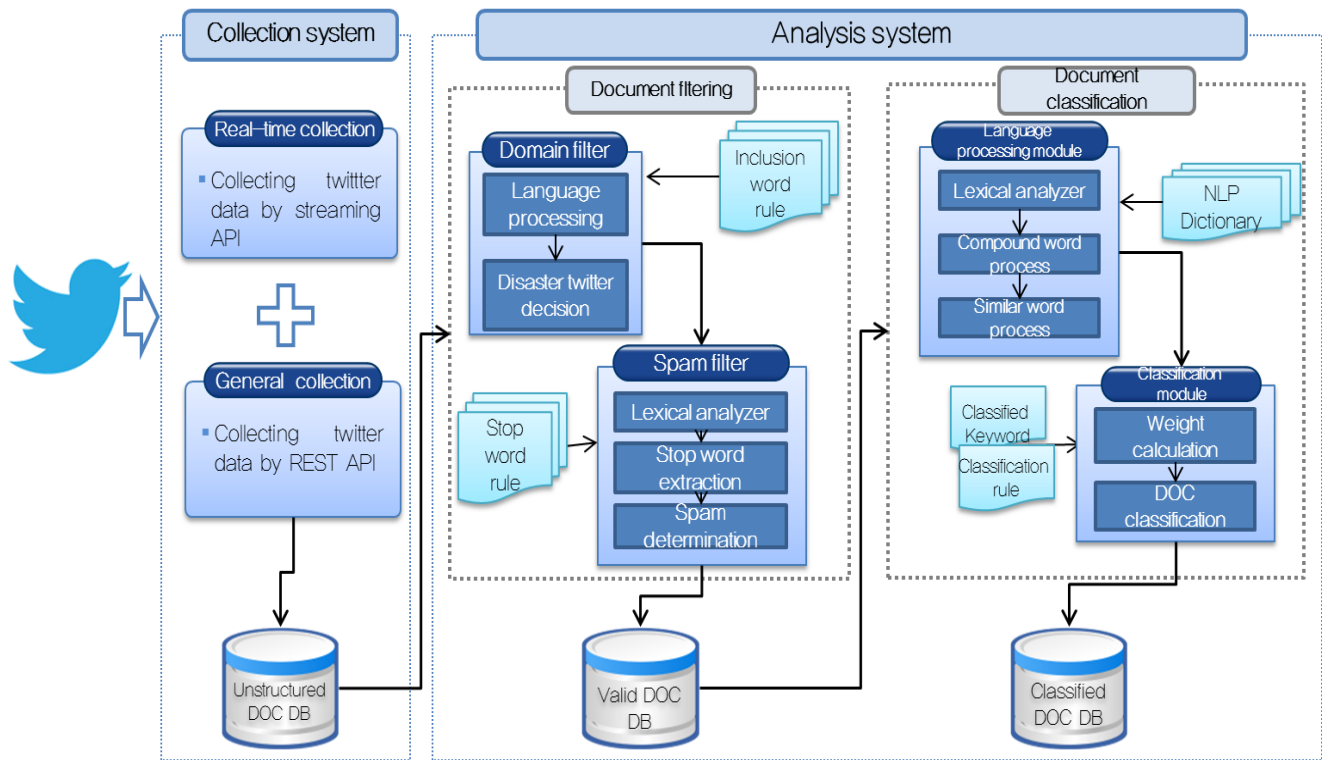 Collection system
Real-time collection
▪ Collecting twittter
data by streaming
API
General collection
▪ Collecting twitter
data by REST API
Unstructured
DOC DB
Analysis system
Document fltering
Domain filter
Language
processing
Disaster twitter
decision
Inclusion
word
rule
Spam filter
Lexical analyzer
Stop word
extraction
Spam
determination
Stop
word
rule
Valid DOC
DB
Document
classification
Language
processing module
Lexical analyzer
Compound word
process
Similar word
process
NLP
Dictionary
Classification
module
Weight
calculation
DOC
classification
Classified
Keyword
Classification
rule
Classified
DOC DB